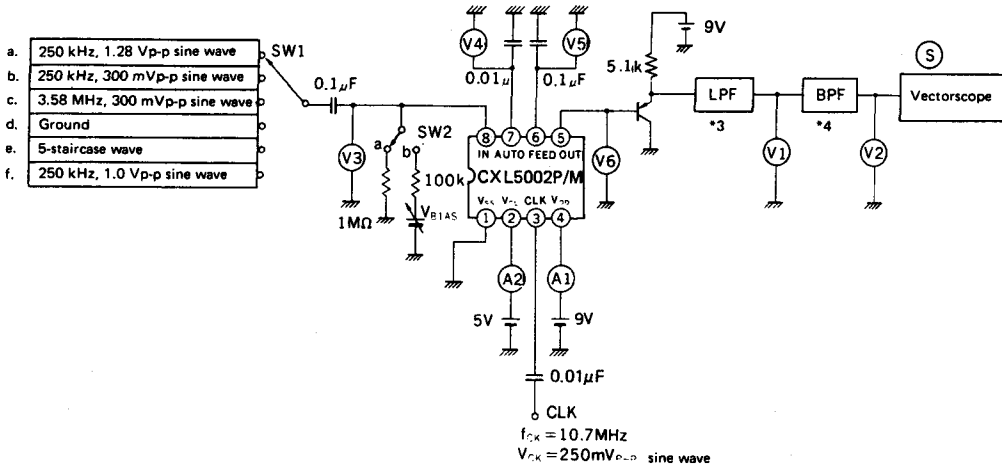 a. 250 kHz, 1.28 Vp-p sine wave
b. 250 kHz, 300 mVp-p sine wave
c. 3.58 MHz, 300 mVp-p sine wave
d. Ground
e. 5-staircase wave
f. 250 kHz, 1.0 Vp-p sine wave
SW1
0.1μF
V3
a
b
SW2
1MΩ
100k
VBIAS
V4
0.01μ
0.1μF
V5
8 7 6 5
IN AUTO FEED OUT
CXL5002P/M
CLK
1 2 3 4
V6
5.1k
9V
LPF
*3
BPF
*4
V1
V2
S
Vectorscope
A2
A1
5V
9V
0.01μF
CLK
fCK = 10.7MHz
VCK = 250mVP-P sine wave